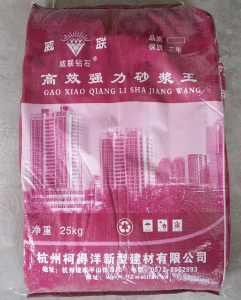 威 联
威联钻石®
品质
保质 三年
高效强力砂浆王
GAO XIAO QIANG LI SHA JIANG WANG
净重 25kg
杭州柯得洋新型建材有限公司